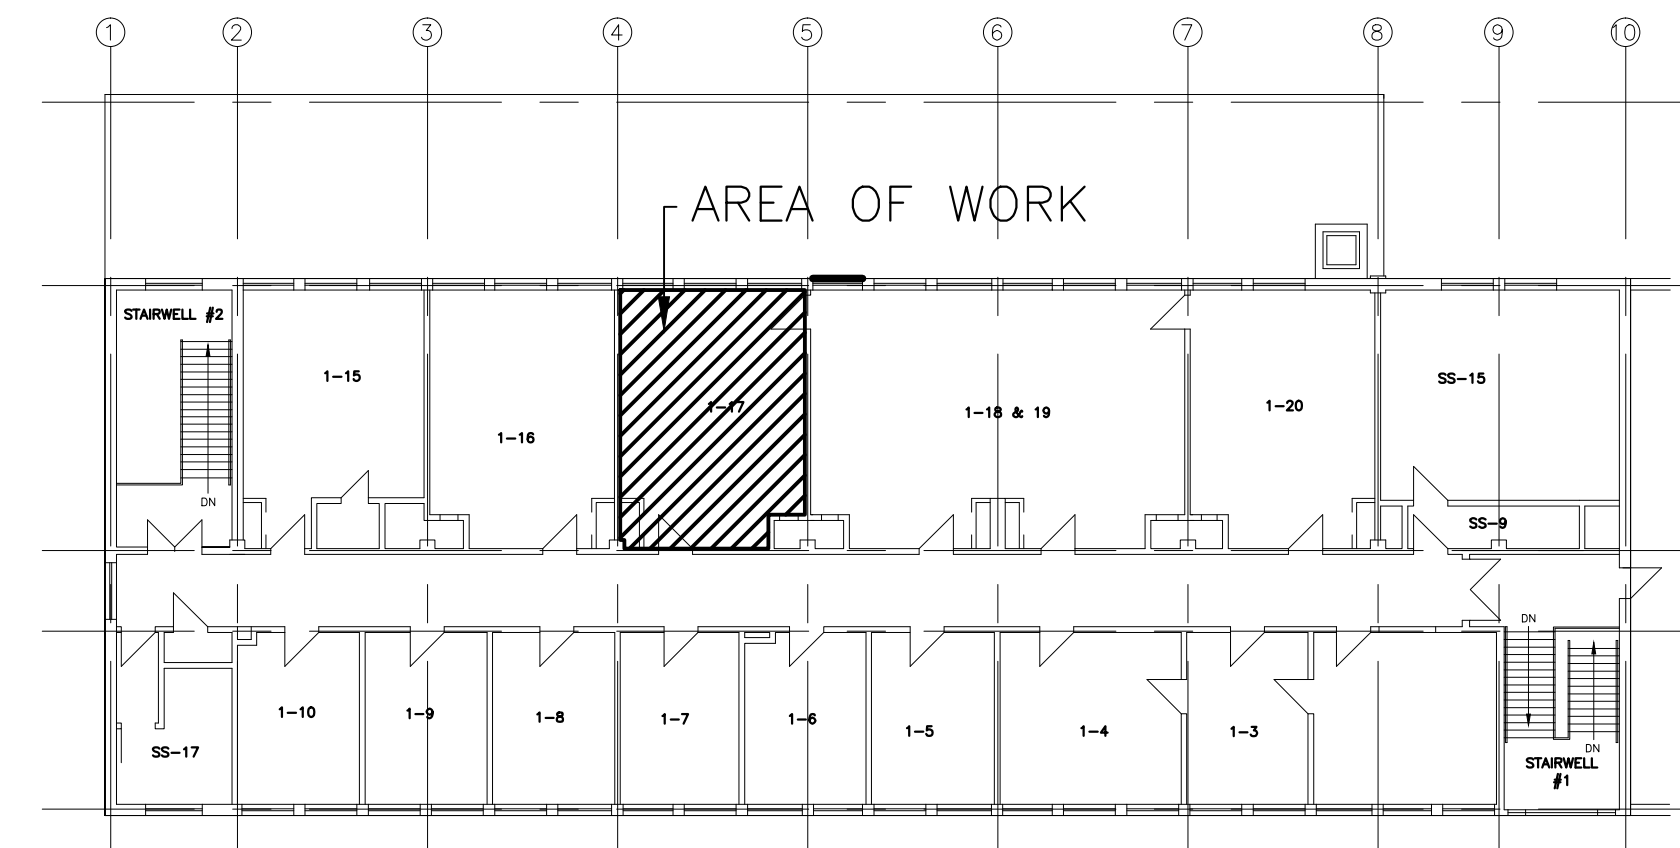 1 2 3 4 5 6 7 8 9 10
AREA OF WORK
STAIRWELL #2
1-15
SS-15
1-17
1-20
1-18 & 19
1-16
DN
SS-9
DN
1-10
1-9
1-8
1-7
1-6
1-5
1-4
1-3
DN
SS-17
STAIRWELL
#1